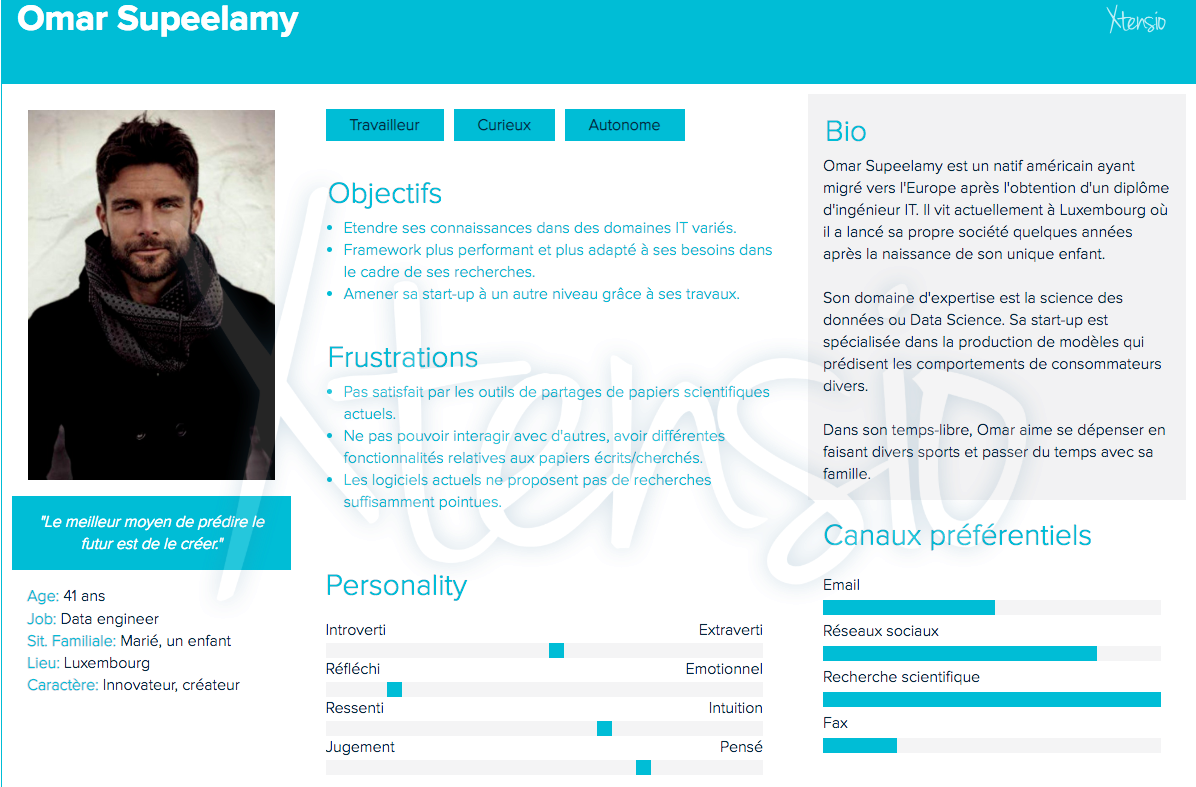 Omar Supeelamy
Xtensio
Travailleur
Curieux
Autonome
Objectifs
• Etendre ses connaissances dans des domaines IT variés.
• Framework plus performant et plus adapté à ses besoins dans
le cadre de ses recherches.
• Amener sa start-up à un autre niveau grâce à ses travaux.
Frustrations
• Pas satisfait par les outils de partages de papiers scientifiques
actuels.
• Ne pas pouvoir interagir avec d'autres, avoir différentes
fonctionnalités relatives aux papiers écrits/cherchés.
• Les logiciels actuels ne proposent pas de recherches
suffisamment pointues.
"Le meilleur moyen de prédire le
futur est de le créer."
Age: 41 ans
Job: Data engineer
Sit. Familiale: Marié, un enfant
Lieu: Luxembourg
Caractère: Innovateur, créateur
Personality
Introverti Extraverti
Réfléchi Emotionnel
Ressenti Intuition
Jugement Pensé
Bio
Omar Supeelamy est un natif américain ayant
migré vers l'Europe après l'obtention d'un diplôme
d'ingénieur IT. Il vit actuellement à Luxembourg où
il a lancé sa propre société quelques années
après la naissance de son unique enfant.
Son domaine d'expertise est la science des
données ou Data Science. Sa start-up est
spécialisée dans la production de modèles qui
prédisent les comportements de consommateurs
divers.
Dans son temps-libre, Omar aime se dépenser en
faisant divers sports et passer du temps avec sa
famille.
Canaux préférentiels
Email
Réseaux sociaux
Recherche scientifique
Fax
Xtensio